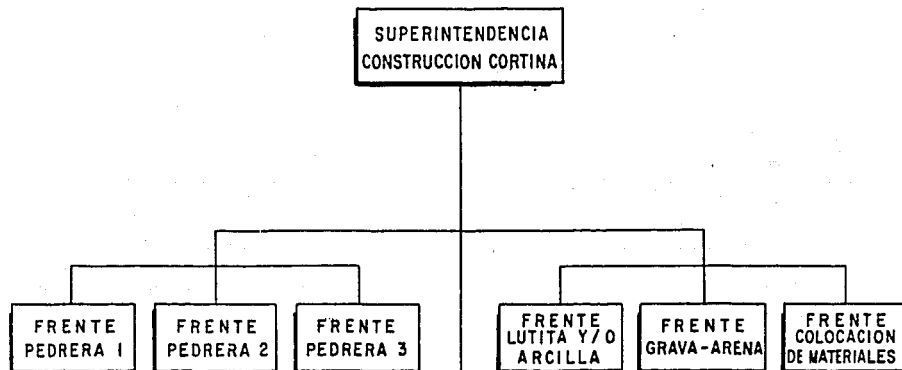 SUPERINTENDENCIA
CONSTRUCCION CORTINA
FRENTE
PEDRERA 1
FRENTE
PEDRERA 2
FRENTE
PEDRERA 3
FRENTE
LUTITA Y/O
ARCILLA
FRENTE
GRAVA-ARENA
FRENTE
COLOCACION
DE MATERIALES